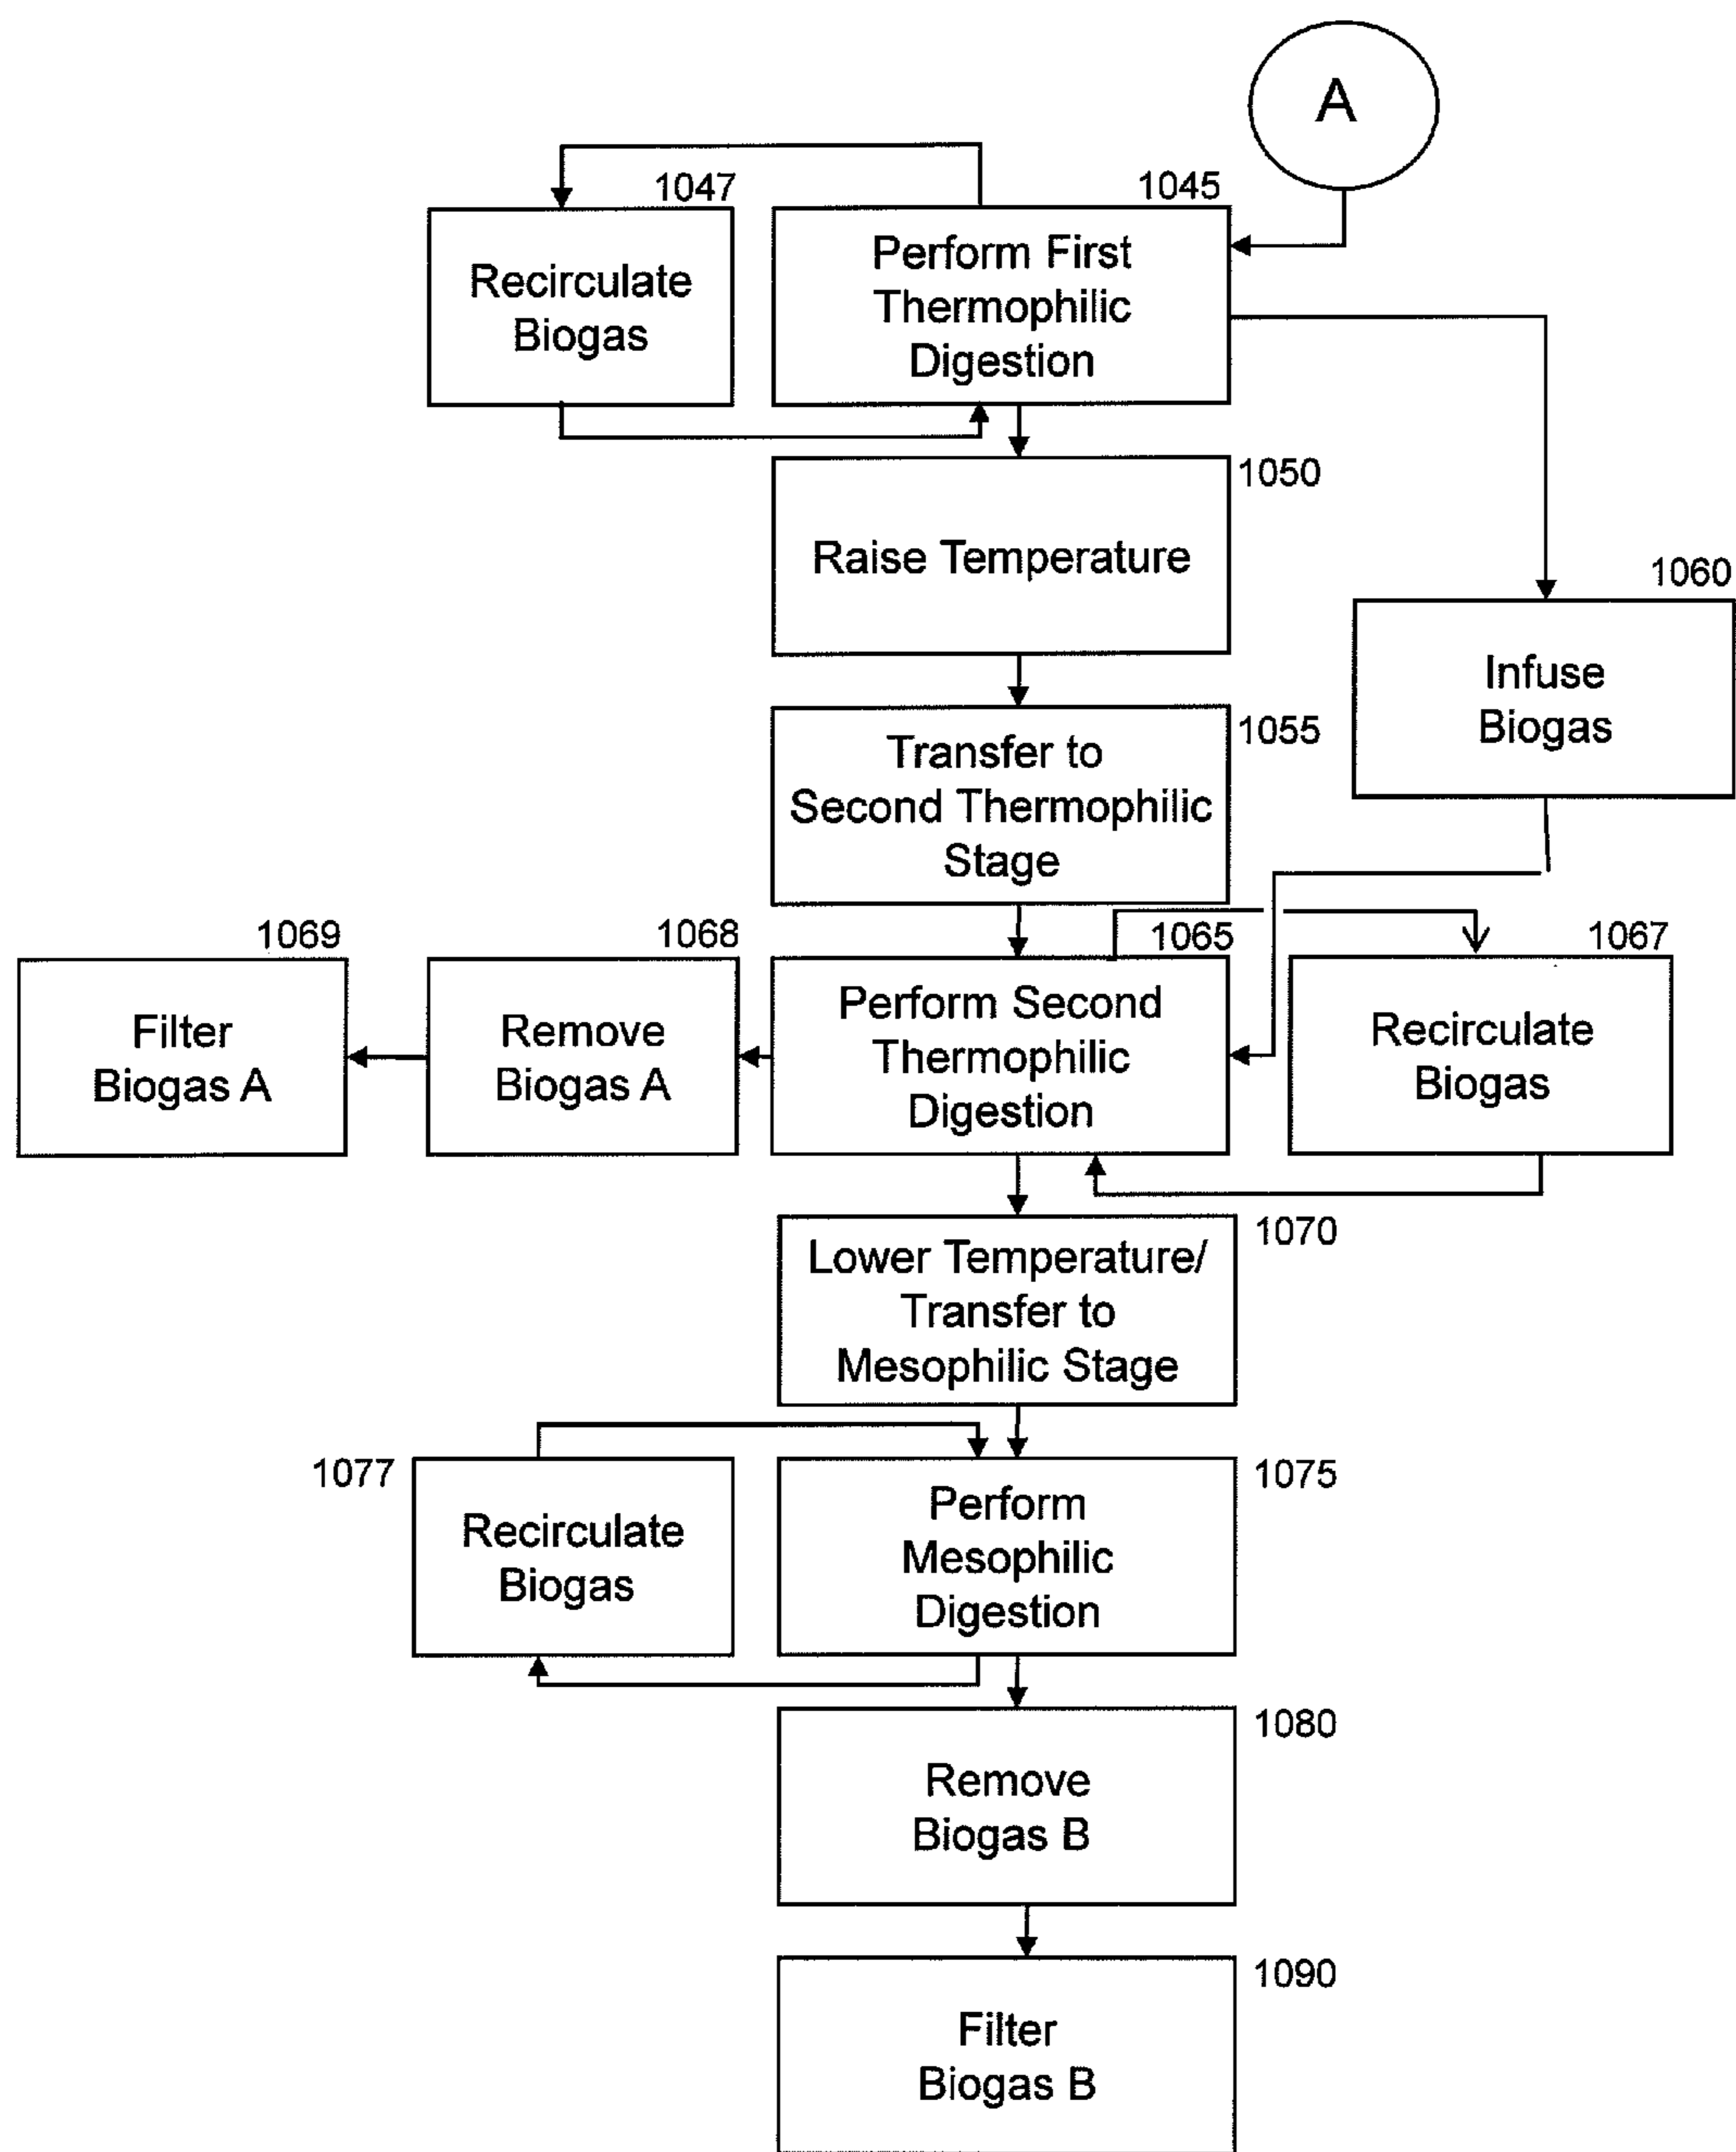 A
1047
1045
Recirculate
Biogas
Perform First
Thermophilic
Digestion
1050
Raise Temperature
1060
Infuse
Biogas
1055
Transfer to
Second Thermophilic
Stage
1069
1068
1065
1067
Filter
Biogas A
Remove
Biogas A
Perform Second
Thermophilic
Digestion
Recirculate
Biogas
1070
Lower Temperature/
Transfer to
Mesophilic Stage
1077
1075
Recirculate
Biogas
Perform
Mesophilic
Digestion
1080
Remove
Biogas B
1090
Filter
Biogas B